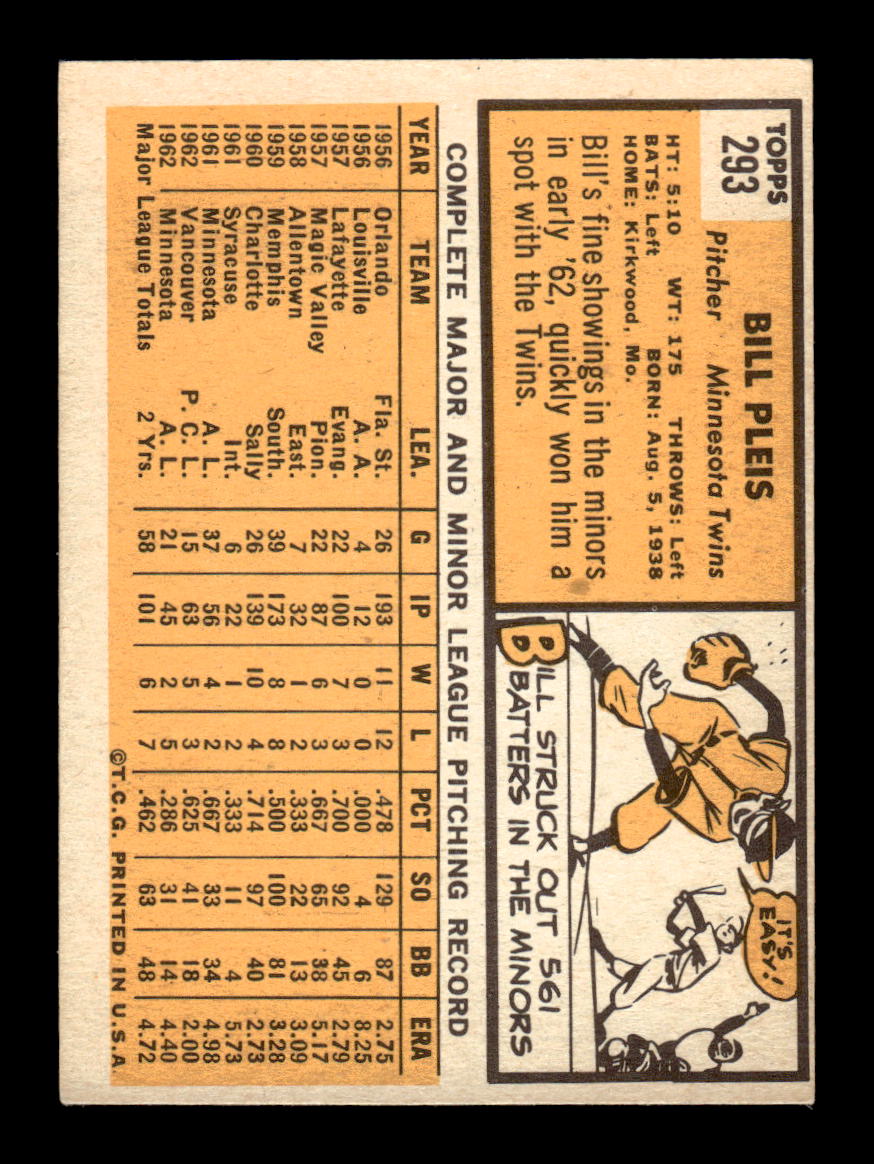 TOPPS
293
BILL PLEIS
Pitcher Minnesota Twins
HT: 5:10 WT: 175 THROWS: Left
BATS: Left BORN: Aug. 5, 1938
HOME: Kirkwood, Mo.
Bill's fine showings in the minors
in early '62, quickly won him a
spot with the Twins.
IT'S
EASY!
BILL STRUCK OUT 561
BATTERS IN THE MINORS
COMPLETE MAJOR AND MINOR LEAGUE PITCHING RECORD
YEAR TEAM LEA. G IP W L PCT SO BB ERA
1956 Orlando Fla. St. 26 193 11 12 .478 129 87 2.75
1956 Louisville A. A. 4 12 0 0 .000 4 6 8.25
1957 Lafayette Evang. 22 100 7 3 .700 92 45 2.79
1957 Magic Valley Pion. 22 87 6 3 .667 65 38 5.17
1958 Allentown East. 7 32 1 2 .333 22 13 3.09
1959 Memphis South. 39 173 8 8 .500 100 81 3.28
1960 Charlotte Sally 26 139 10 4 .714 97 40 2.73
1961 Syracuse Int. 6 22 1 2 .333 11 4 5.73
1961 Minnesota A. L. 37 56 4 2 .667 33 34 4.98
1962 Vancouver P. C. L. 15 63 5 3 .625 41 18 2.00
1962 Minnesota A. L. 21 45 2 5 .286 31 14 4.40
Major League Totals 2 Yrs. 58 101 6 7 .462 63 48 4.72
©T.C.G. PRINTED IN U.S.A.